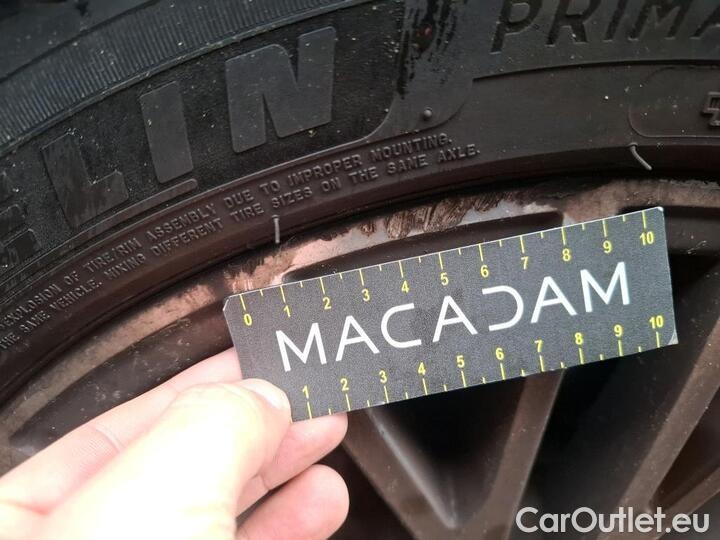 PRIMA
ELIN
EXPLOSION OF TIRE/RIM ASSEMBLY DUE TO IMPROPER MOUNTING.
THE SAME VEHICLE. MIXING DIFFERENT TIRE SIZES ON THE SAME AXLE.
0 1 2 3 4 5 6 7 8 9 10
MACADAM
1 2 3 4 5 6 7 8 9 10
CarOutlet.eu